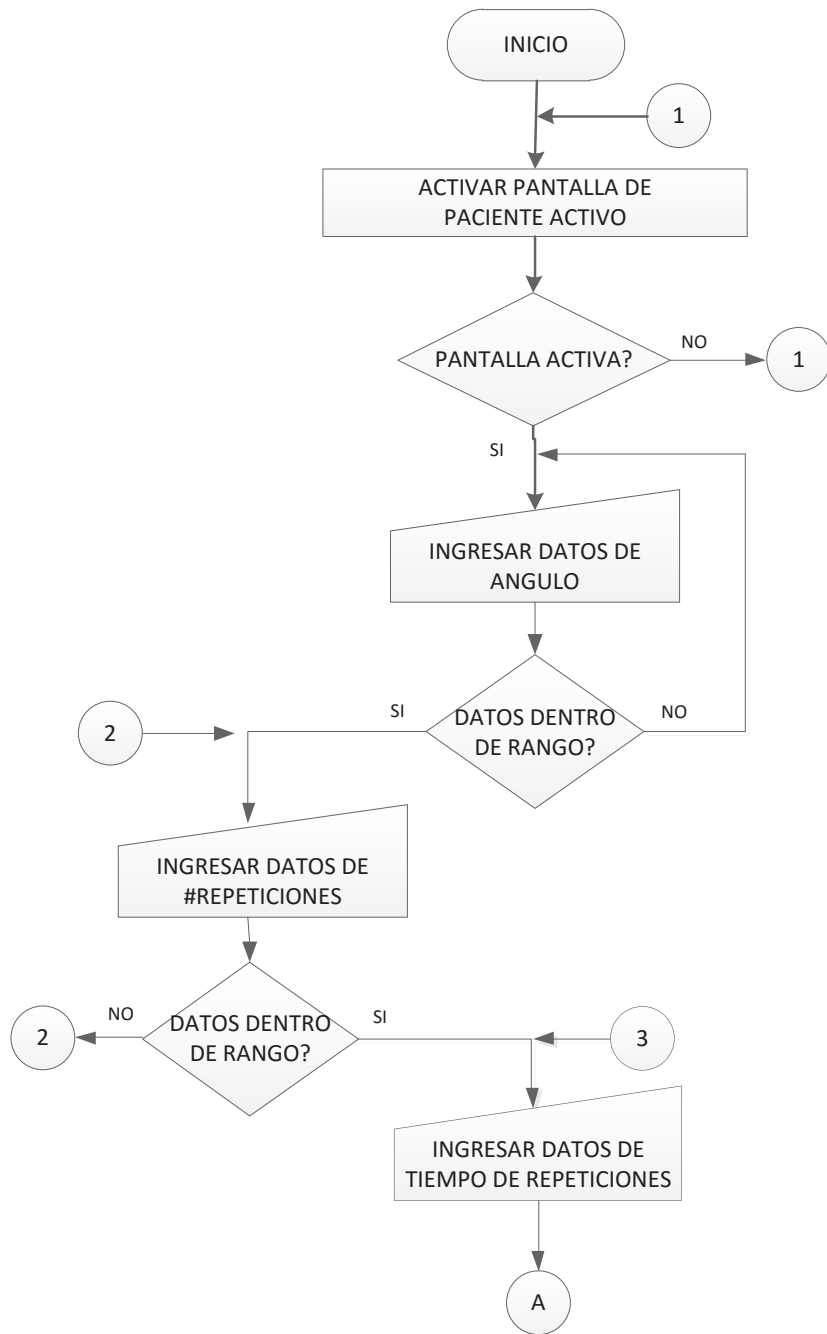 INICIO
1
ACTIVAR PANTALLA DE
PACIENTE ACTIVO
PANTALLA ACTIVA?
NO
1
SI
INGRESAR DATOS DE
ANGULO
DATOS DENTRO
DE RANGO?
SI
NO
2
INGRESAR DATOS DE
#REPETICIONES
DATOS DENTRO
DE RANGO?
NO
2
SI
3
INGRESAR DATOS DE
TIEMPO DE REPETICIONES
A